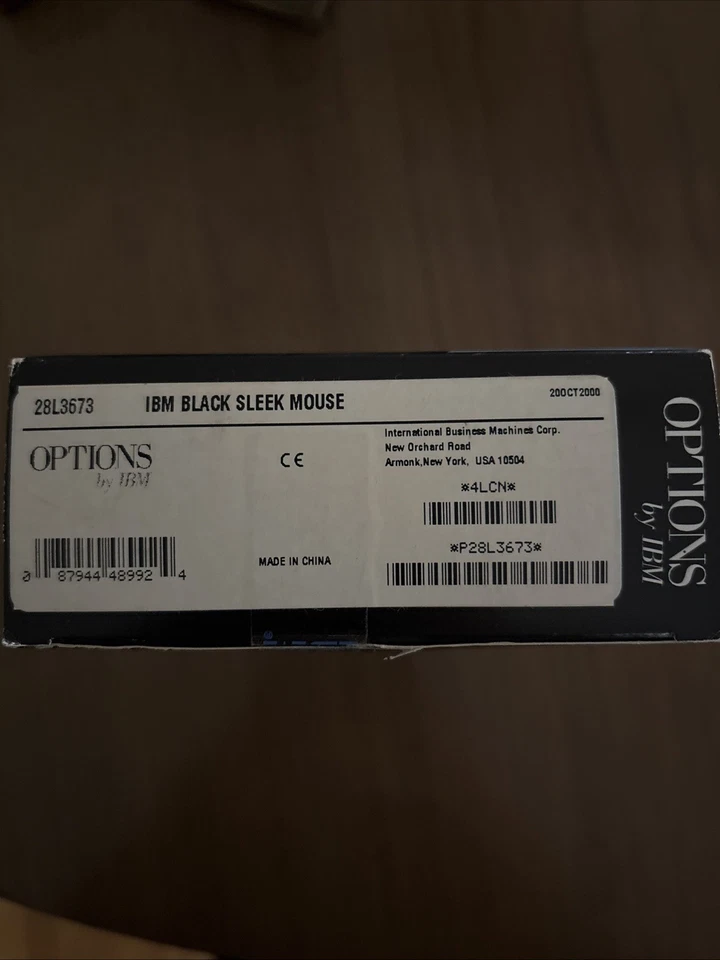 28L3673 IBM BLACK SLEEK MOUSE 20OCT2000
OPTIONS
by IBM
CE
International Business Machines Corp.
New Orchard Road
Armonk,New York, USA 10504
*4LCN*
*P28L3673*
0 87944 48992 4
MADE IN CHINA
OPTIONS
by IBM